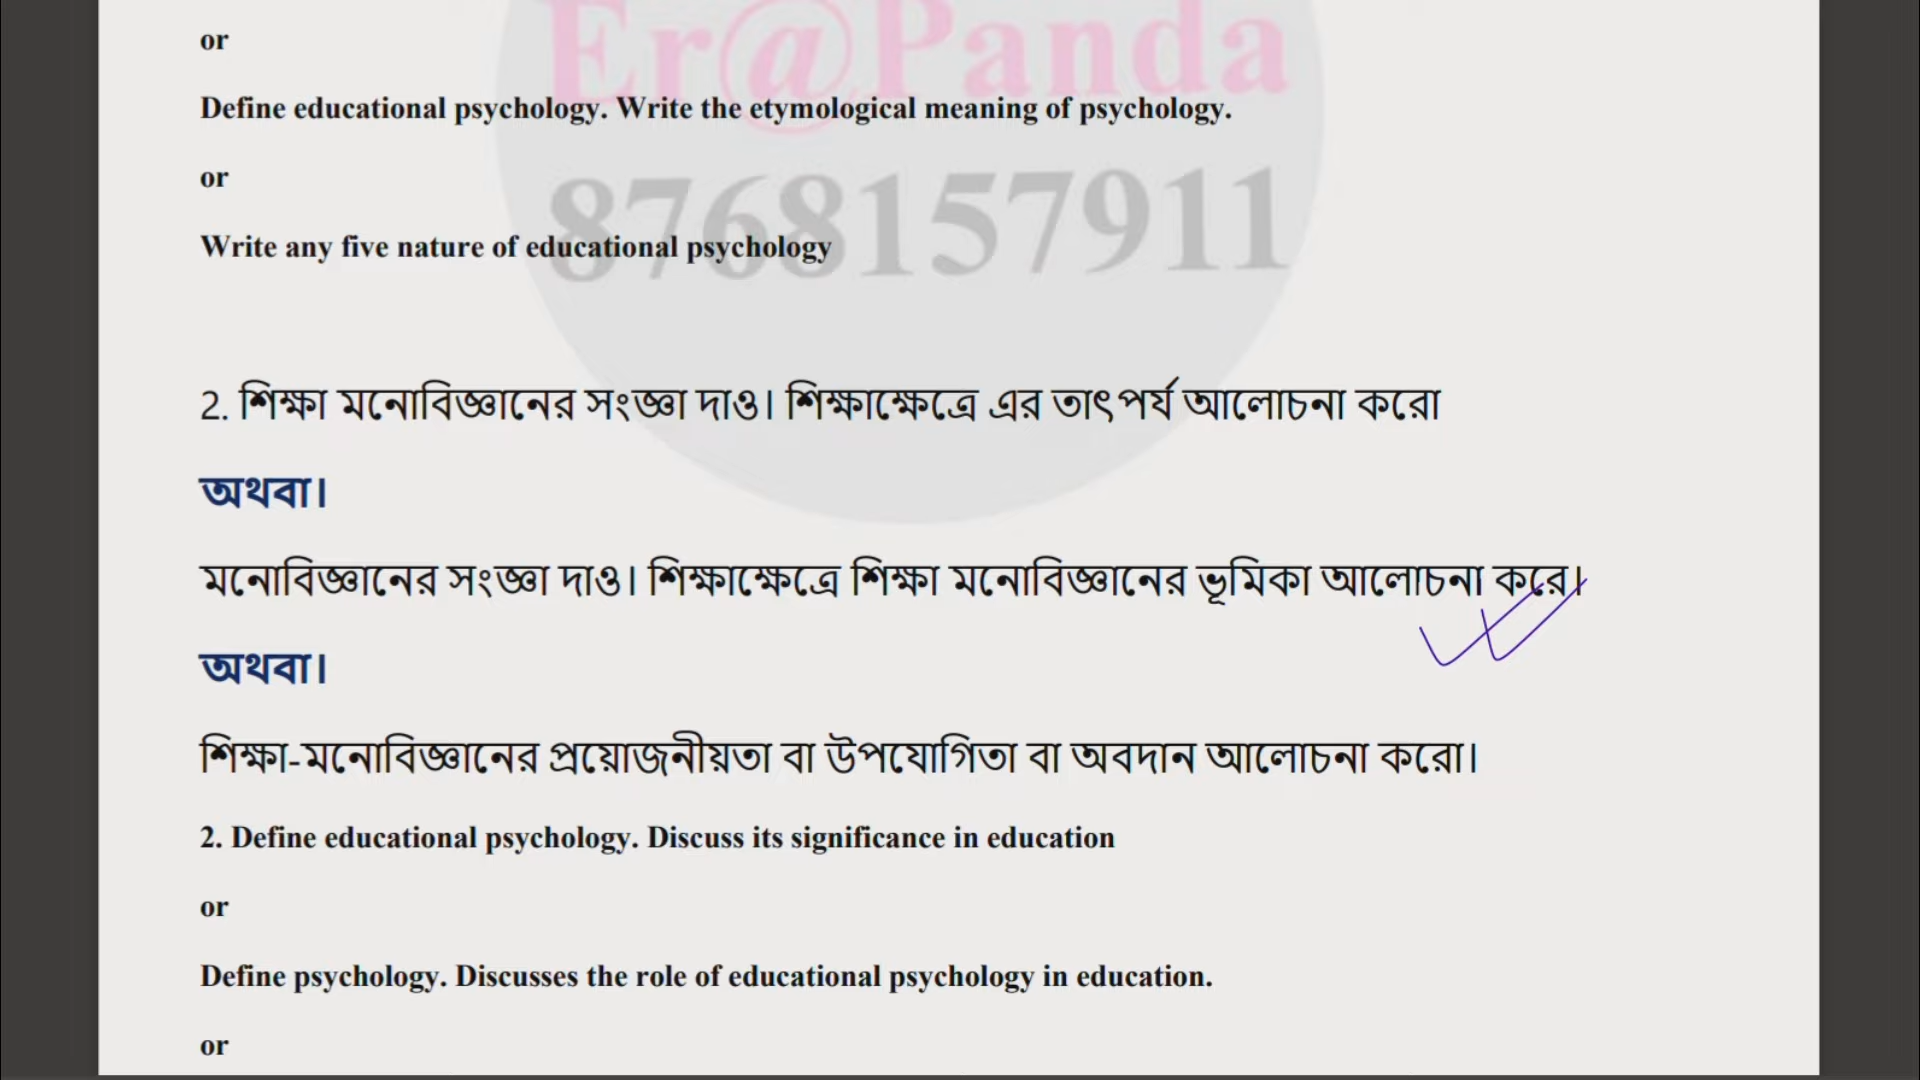 Er@Panda
or
Define educational psychology. Write the etymological meaning of psychology.
or
8768157911
Write any five nature of educational psychology
2. শিক্ষা মনোবিজ্ঞানের সংজ্ঞা দাও। শিক্ষাক্ষেত্রে এর তাৎপর্য আলোচনা করো
অথবা।
মনোবিজ্ঞানের সংজ্ঞা দাও। শিক্ষাক্ষেত্রে শিক্ষা মনোবিজ্ঞানের ভূমিকা আলোচনা করে।
অথবা।
শিক্ষা-মনোবিজ্ঞানের প্রয়োজনীয়তা বা উপযোগিতা বা অবদান আলোচনা করো।
2. Define educational psychology. Discuss its significance in education
or
Define psychology. Discusses the role of educational psychology in education.
or